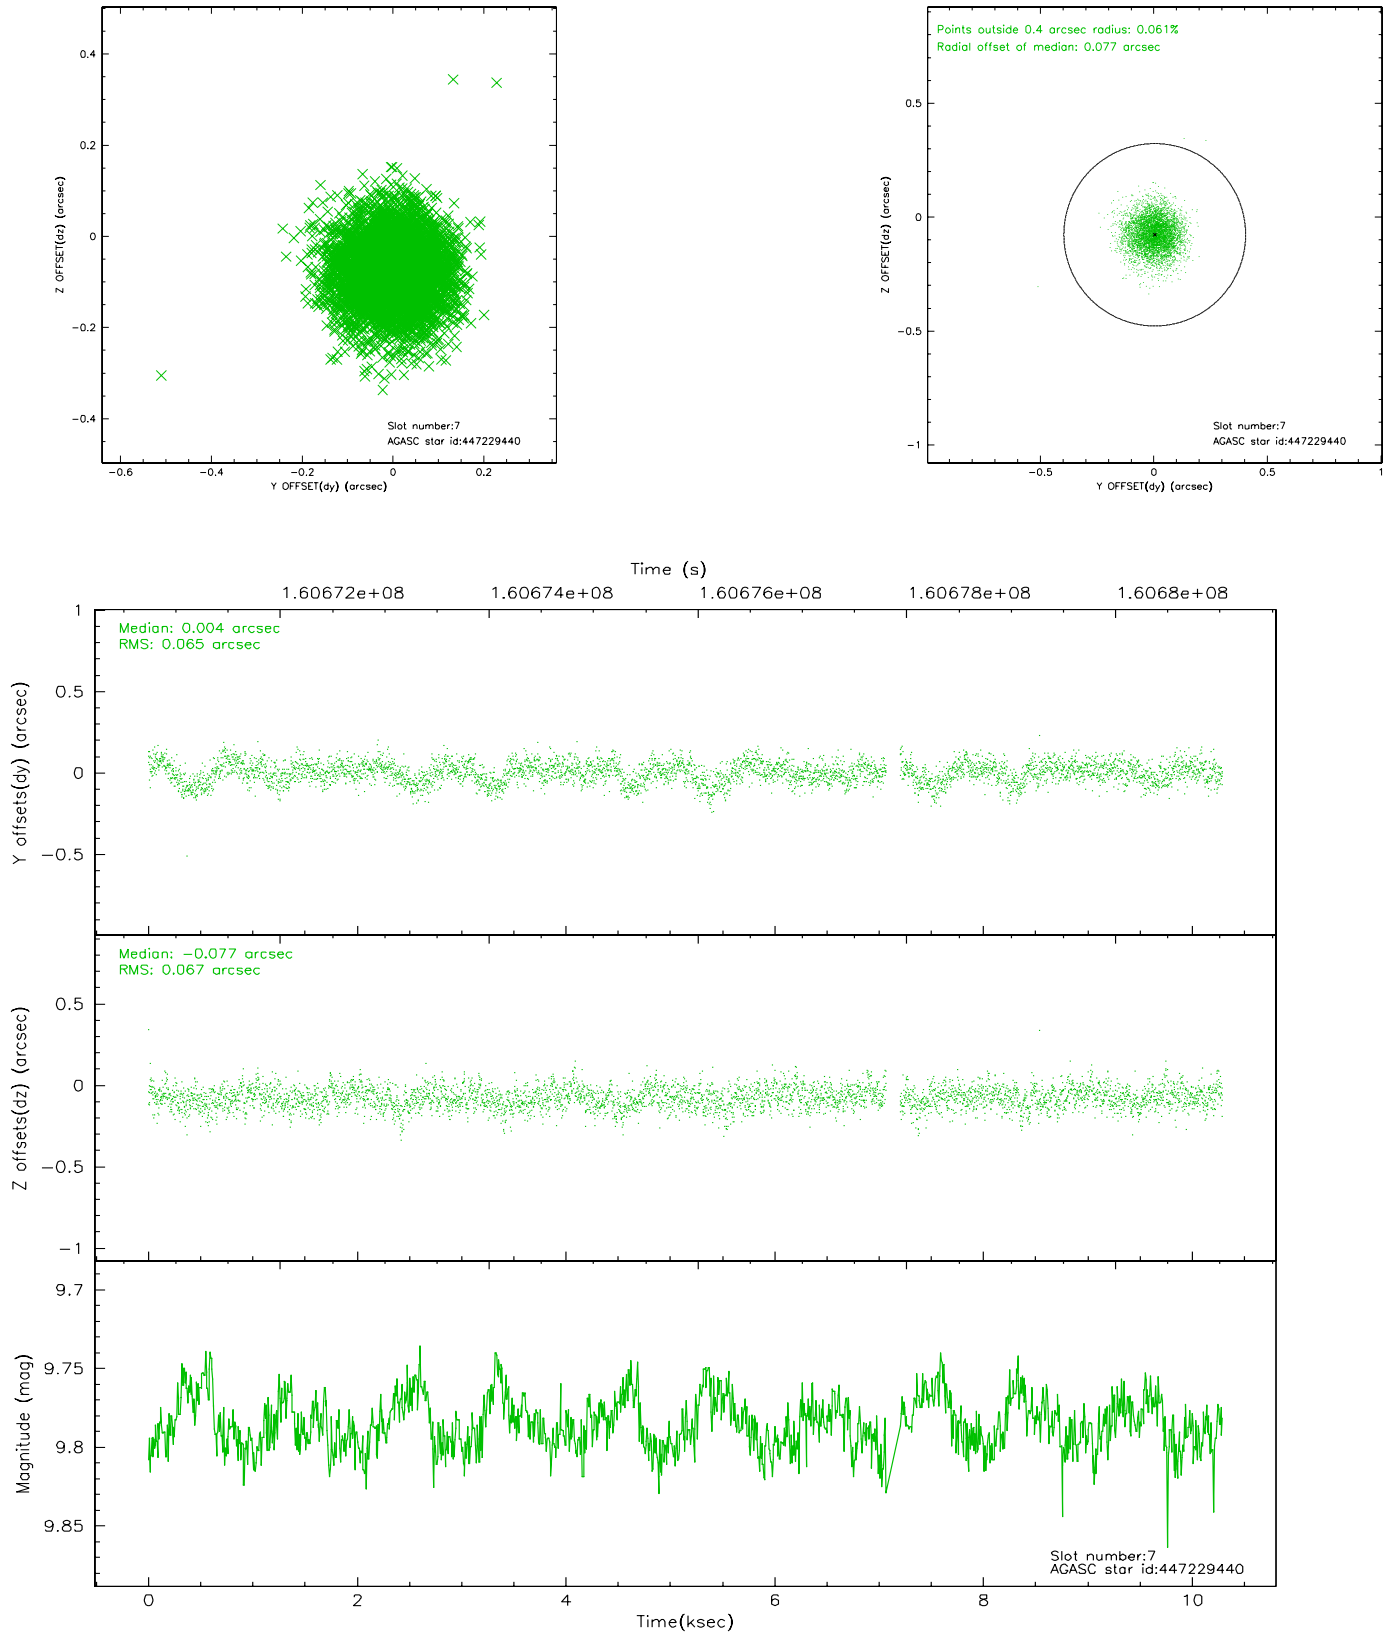 0.4
0.2
0
-0.2
-0.4
Z OFFSET(dz) (arcsec)
Slot number:7
AGASC star id:447229440
-0.6
-0.4
-0.2
0
0.2
Y OFFSET(dy) (arcsec)
Points outside 0.4 arcsec radius: 0.061%
Radial offset of median: 0.077 arcsec
0.5
0
-0.5
-1
Z OFFSET(dz) (arcsec)
Slot number:7
AGASC star id:447229440
-0.5
0
0.5
1
Y OFFSET(dy) (arcsec)
Time (s)
1.60672e+08
1.60674e+08
1.60676e+08
1.60678e+08
1.6068e+08
Median: 0.004 arcsec
RMS: 0.065 arcsec
1
0.5
0
-0.5
Y offsets(dy) (arcsec)
Median: -0.077 arcsec
RMS: 0.067 arcsec
0.5
0
-0.5
-1
Z offsets(dz) (arcsec)
9.7
9.75
9.8
9.85
Magnitude (mag)
Slot number:7
AGASC star id:447229440
0
2
4
6
8
10
Time(ksec)